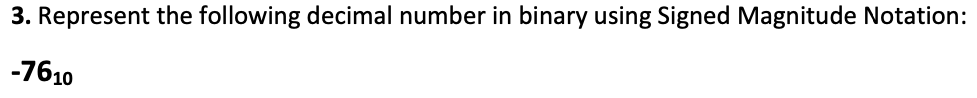 3. Represent the following decimal number in binary using Signed Magnitude Notation:
-76₁₀